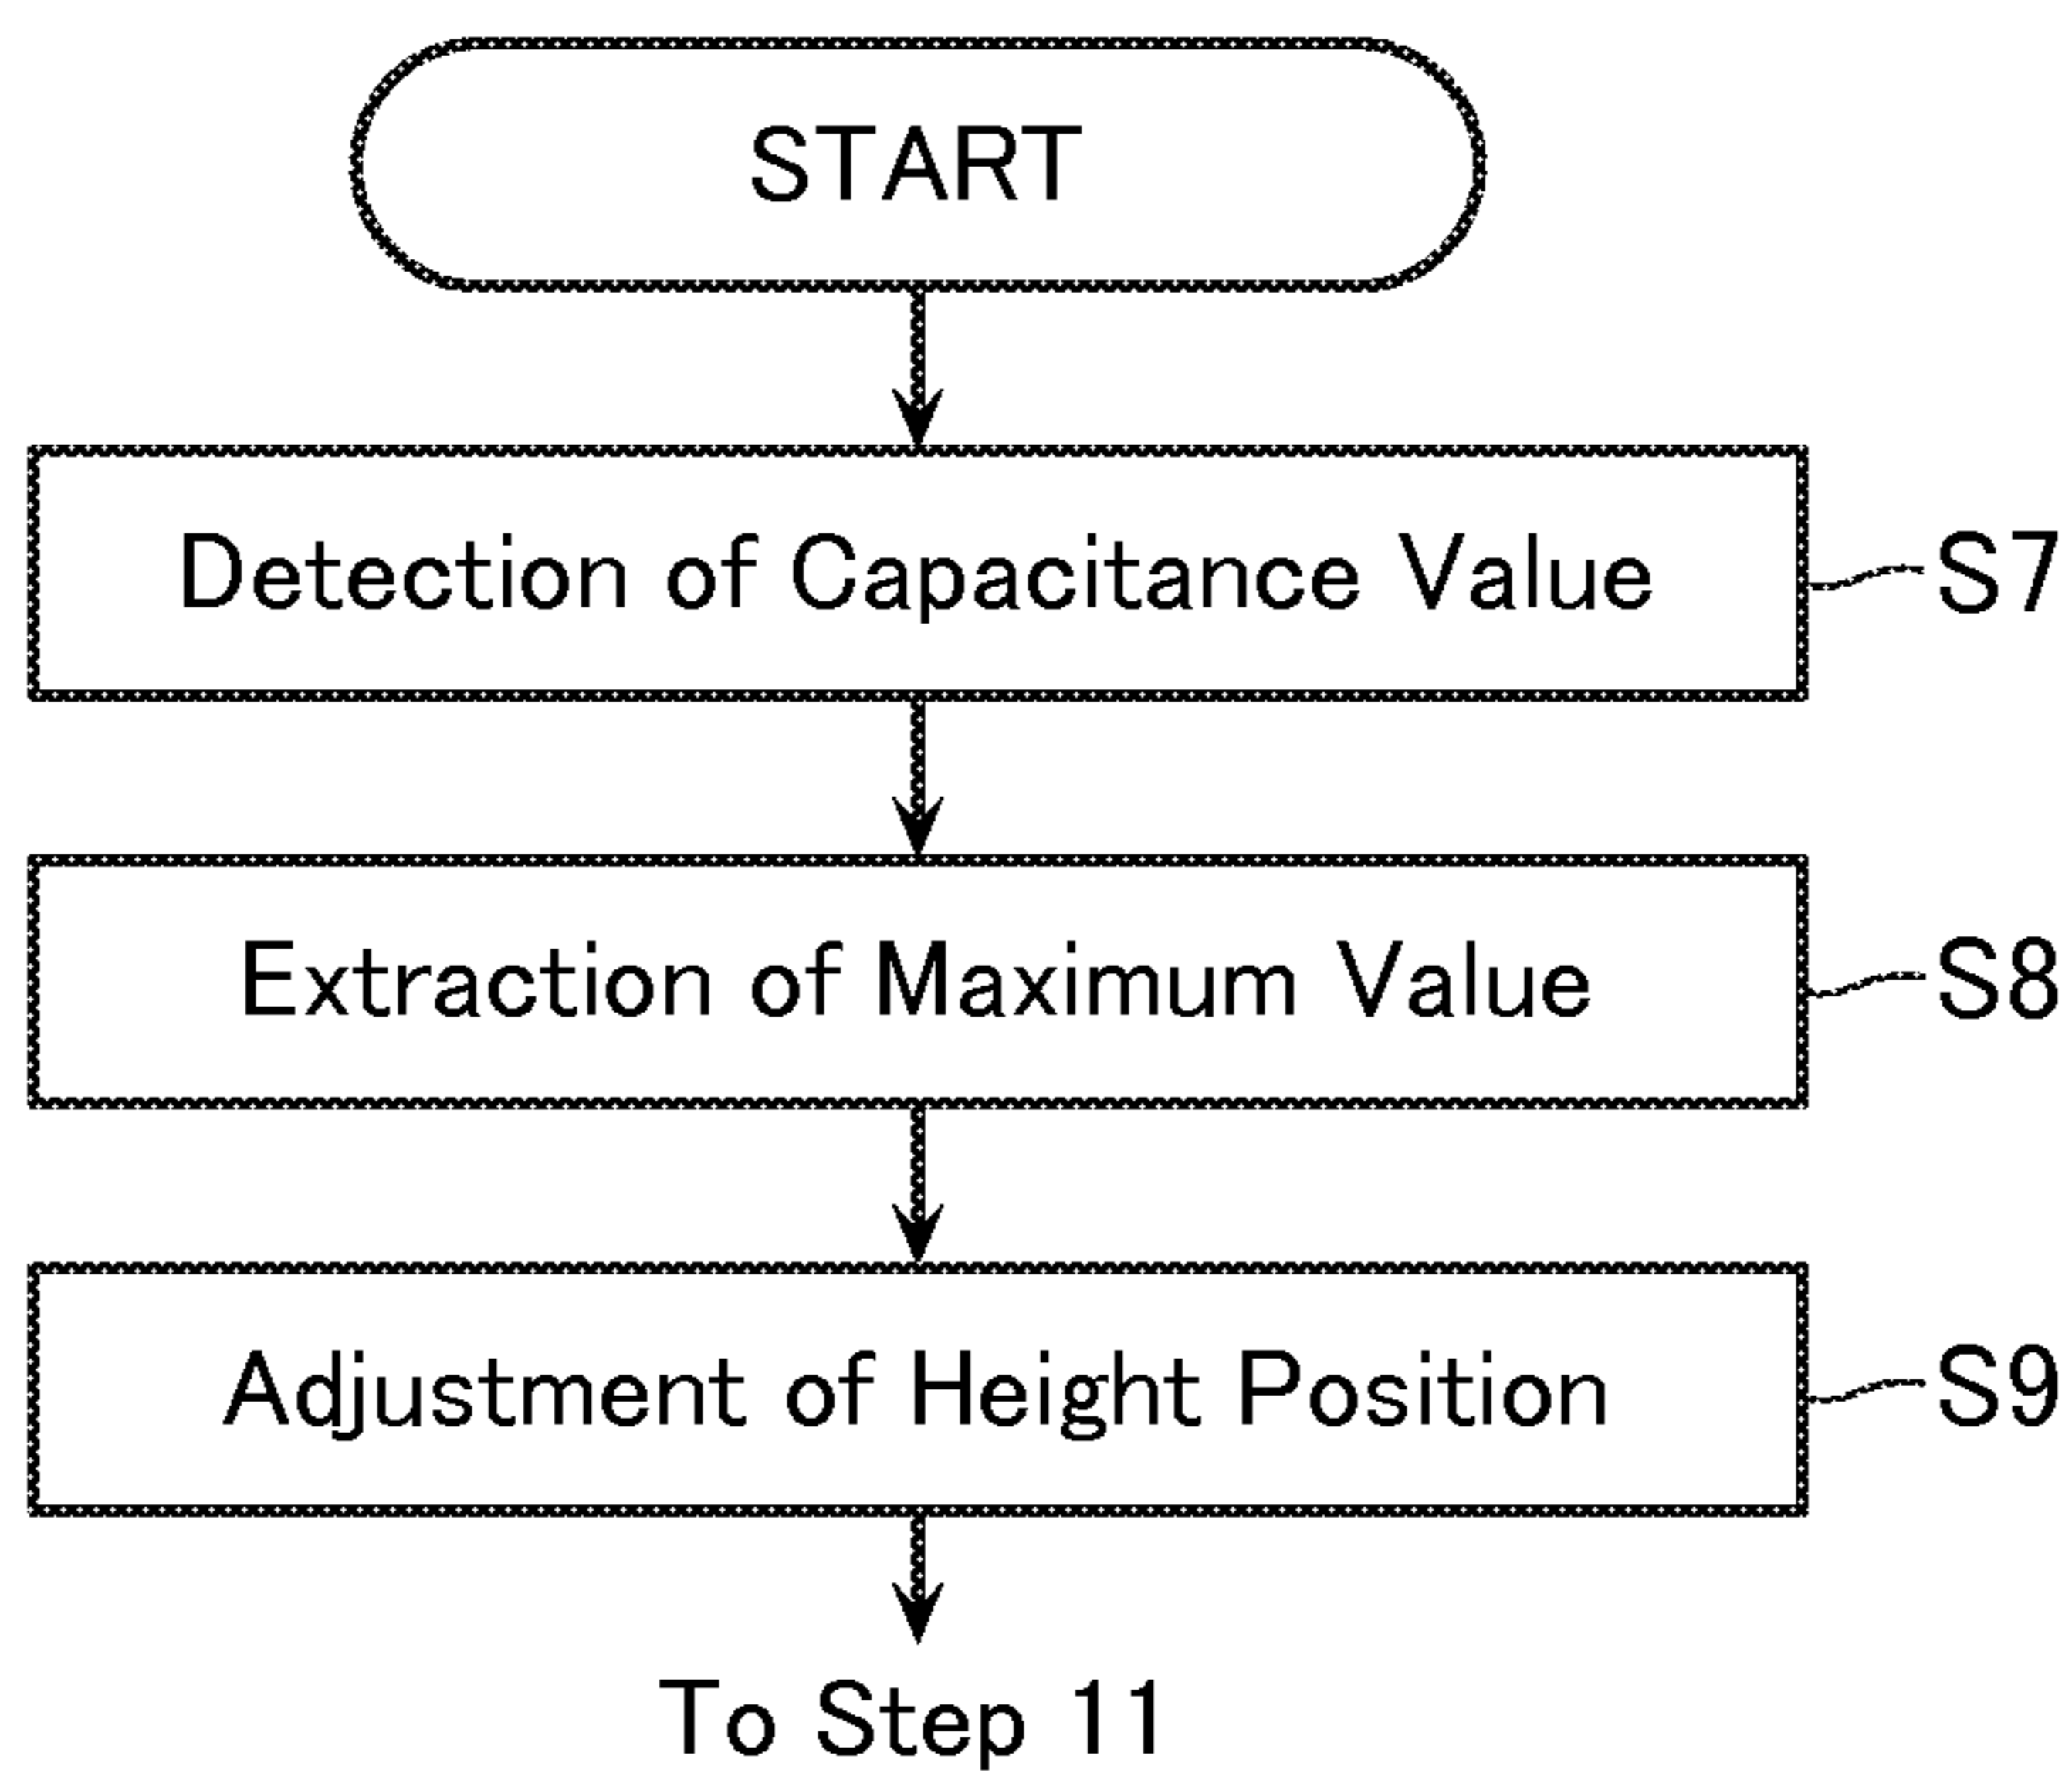 START
Detection of Capacitance Value
S7
Extraction of Maximum Value
S8
Adjustment of Height Position
S9
To Step 11